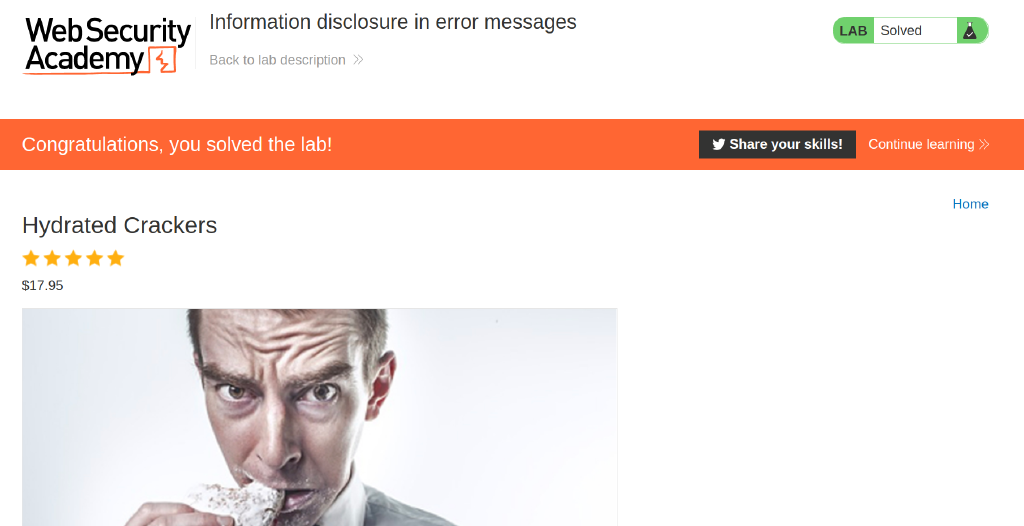 Web Security
Academy
Information disclosure in error messages
Back to lab description
LAB Solved
Congratulations, you solved the lab!
Share your skills!
Continue learning
Home
Hydrated Crackers
$17.95